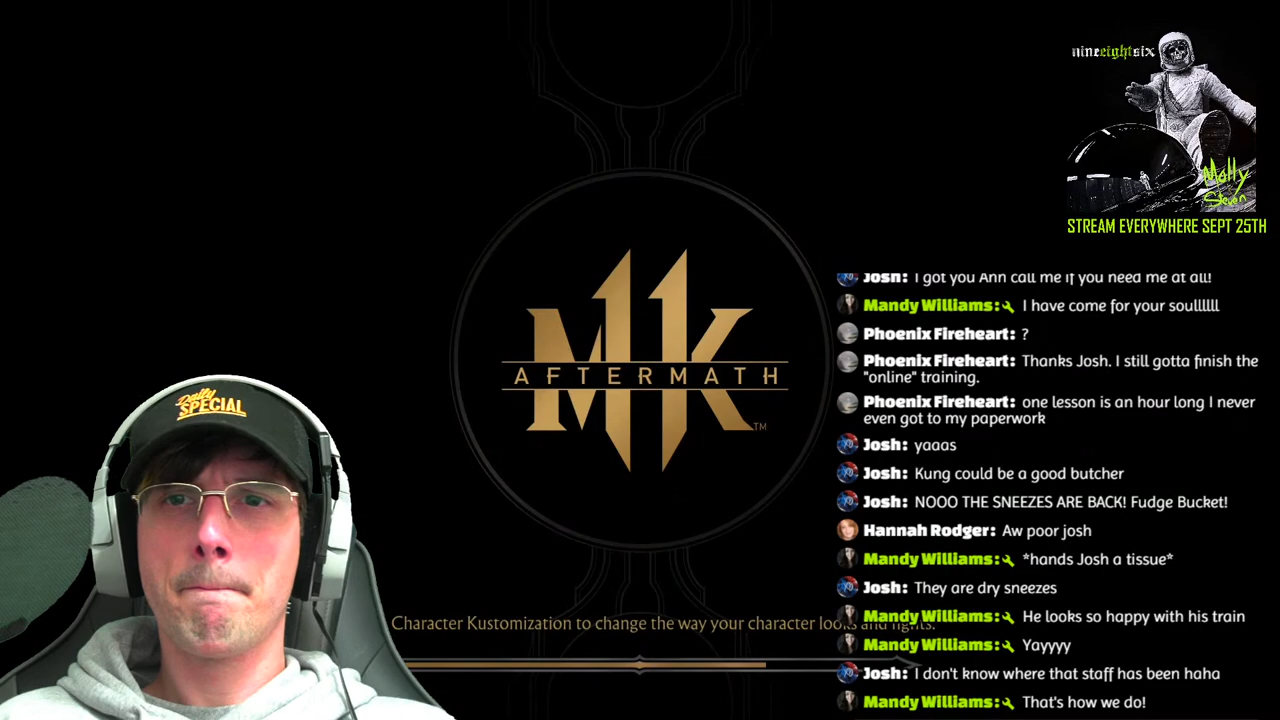 nineeightsix
Molly
Steven
STREAM EVERYWHERE SEPT 25TH
Josh: I got you Ann call me if you need me at all!
Mandy Williams: I have come for your soulllllll
Phoenix Fireheart: ?
Phoenix Fireheart: Thanks Josh. I still gotta finish the
"online" training.
Phoenix Fireheart: one lesson is an hour long I never
even got to my paperwork
Josh: yaaas
Josh: Kung could be a good butcher
Josh: NOOO THE SNEEZES ARE BACK! Fudge Bucket!
Hannah Rodger: Aw poor josh
Mandy Williams: *hands Josh a tissue*
Josh: They are dry sneezes
Mandy Williams: He looks so happy with his train
Mandy Williams: Yayyyy
Josh: I don't know where that staff has been haha
Mandy Williams: That's how we do!
MK11
AFTERMATH
TM
Daily
SPECIAL
Character Kustomization to change the way your character looks and fights.